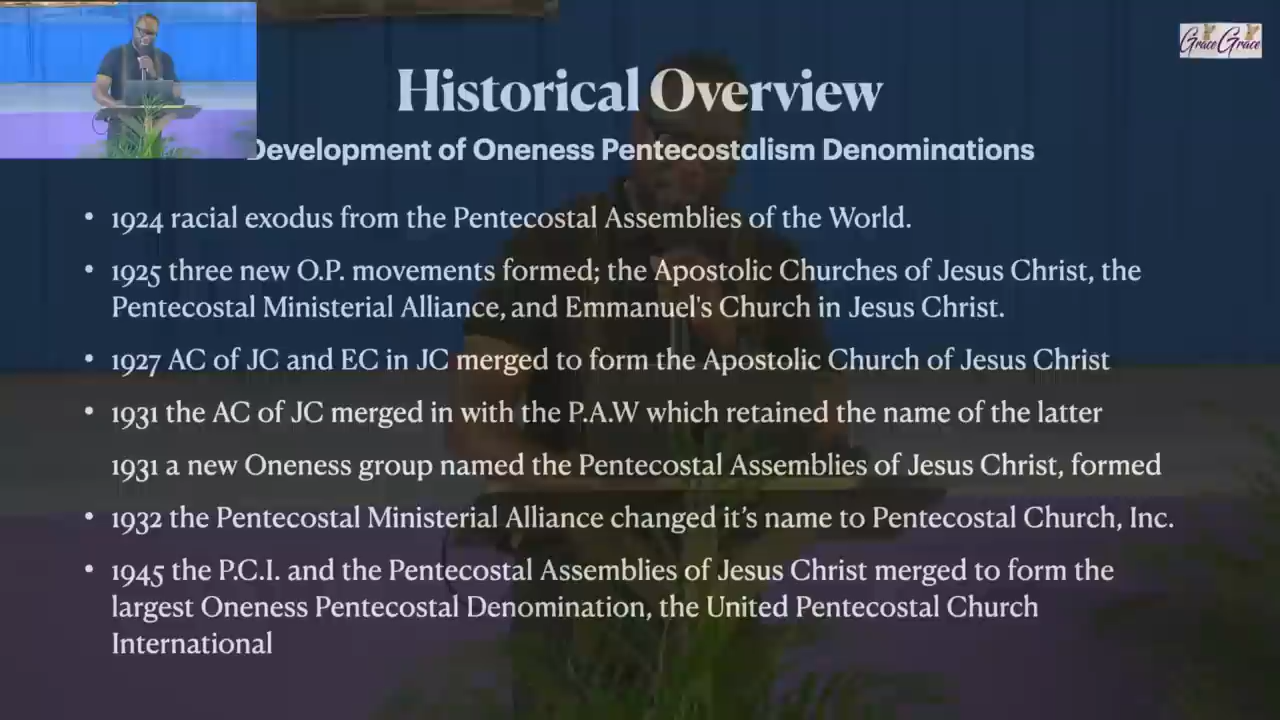 Grace Grace
Historical Overview
Development of Oneness Pentecostalism Denominations
• 1924 racial exodus from the Pentecostal Assemblies of the World.
• 1925 three new O.P. movements formed; the Apostolic Churches of Jesus Christ, the
Pentecostal Ministerial Alliance, and Emmanuel's Church in Jesus Christ.
• 1927 AC of JC and EC in JC merged to form the Apostolic Church of Jesus Christ
• 1931 the AC of JC merged in with the P.A.W which retained the name of the latter
1931 a new Oneness group named the Pentecostal Assemblies of Jesus Christ, formed
• 1932 the Pentecostal Ministerial Alliance changed it’s name to Pentecostal Church, Inc.
• 1945 the P.C.I. and the Pentecostal Assemblies of Jesus Christ merged to form the
largest Oneness Pentecostal Denomination, the United Pentecostal Church
International